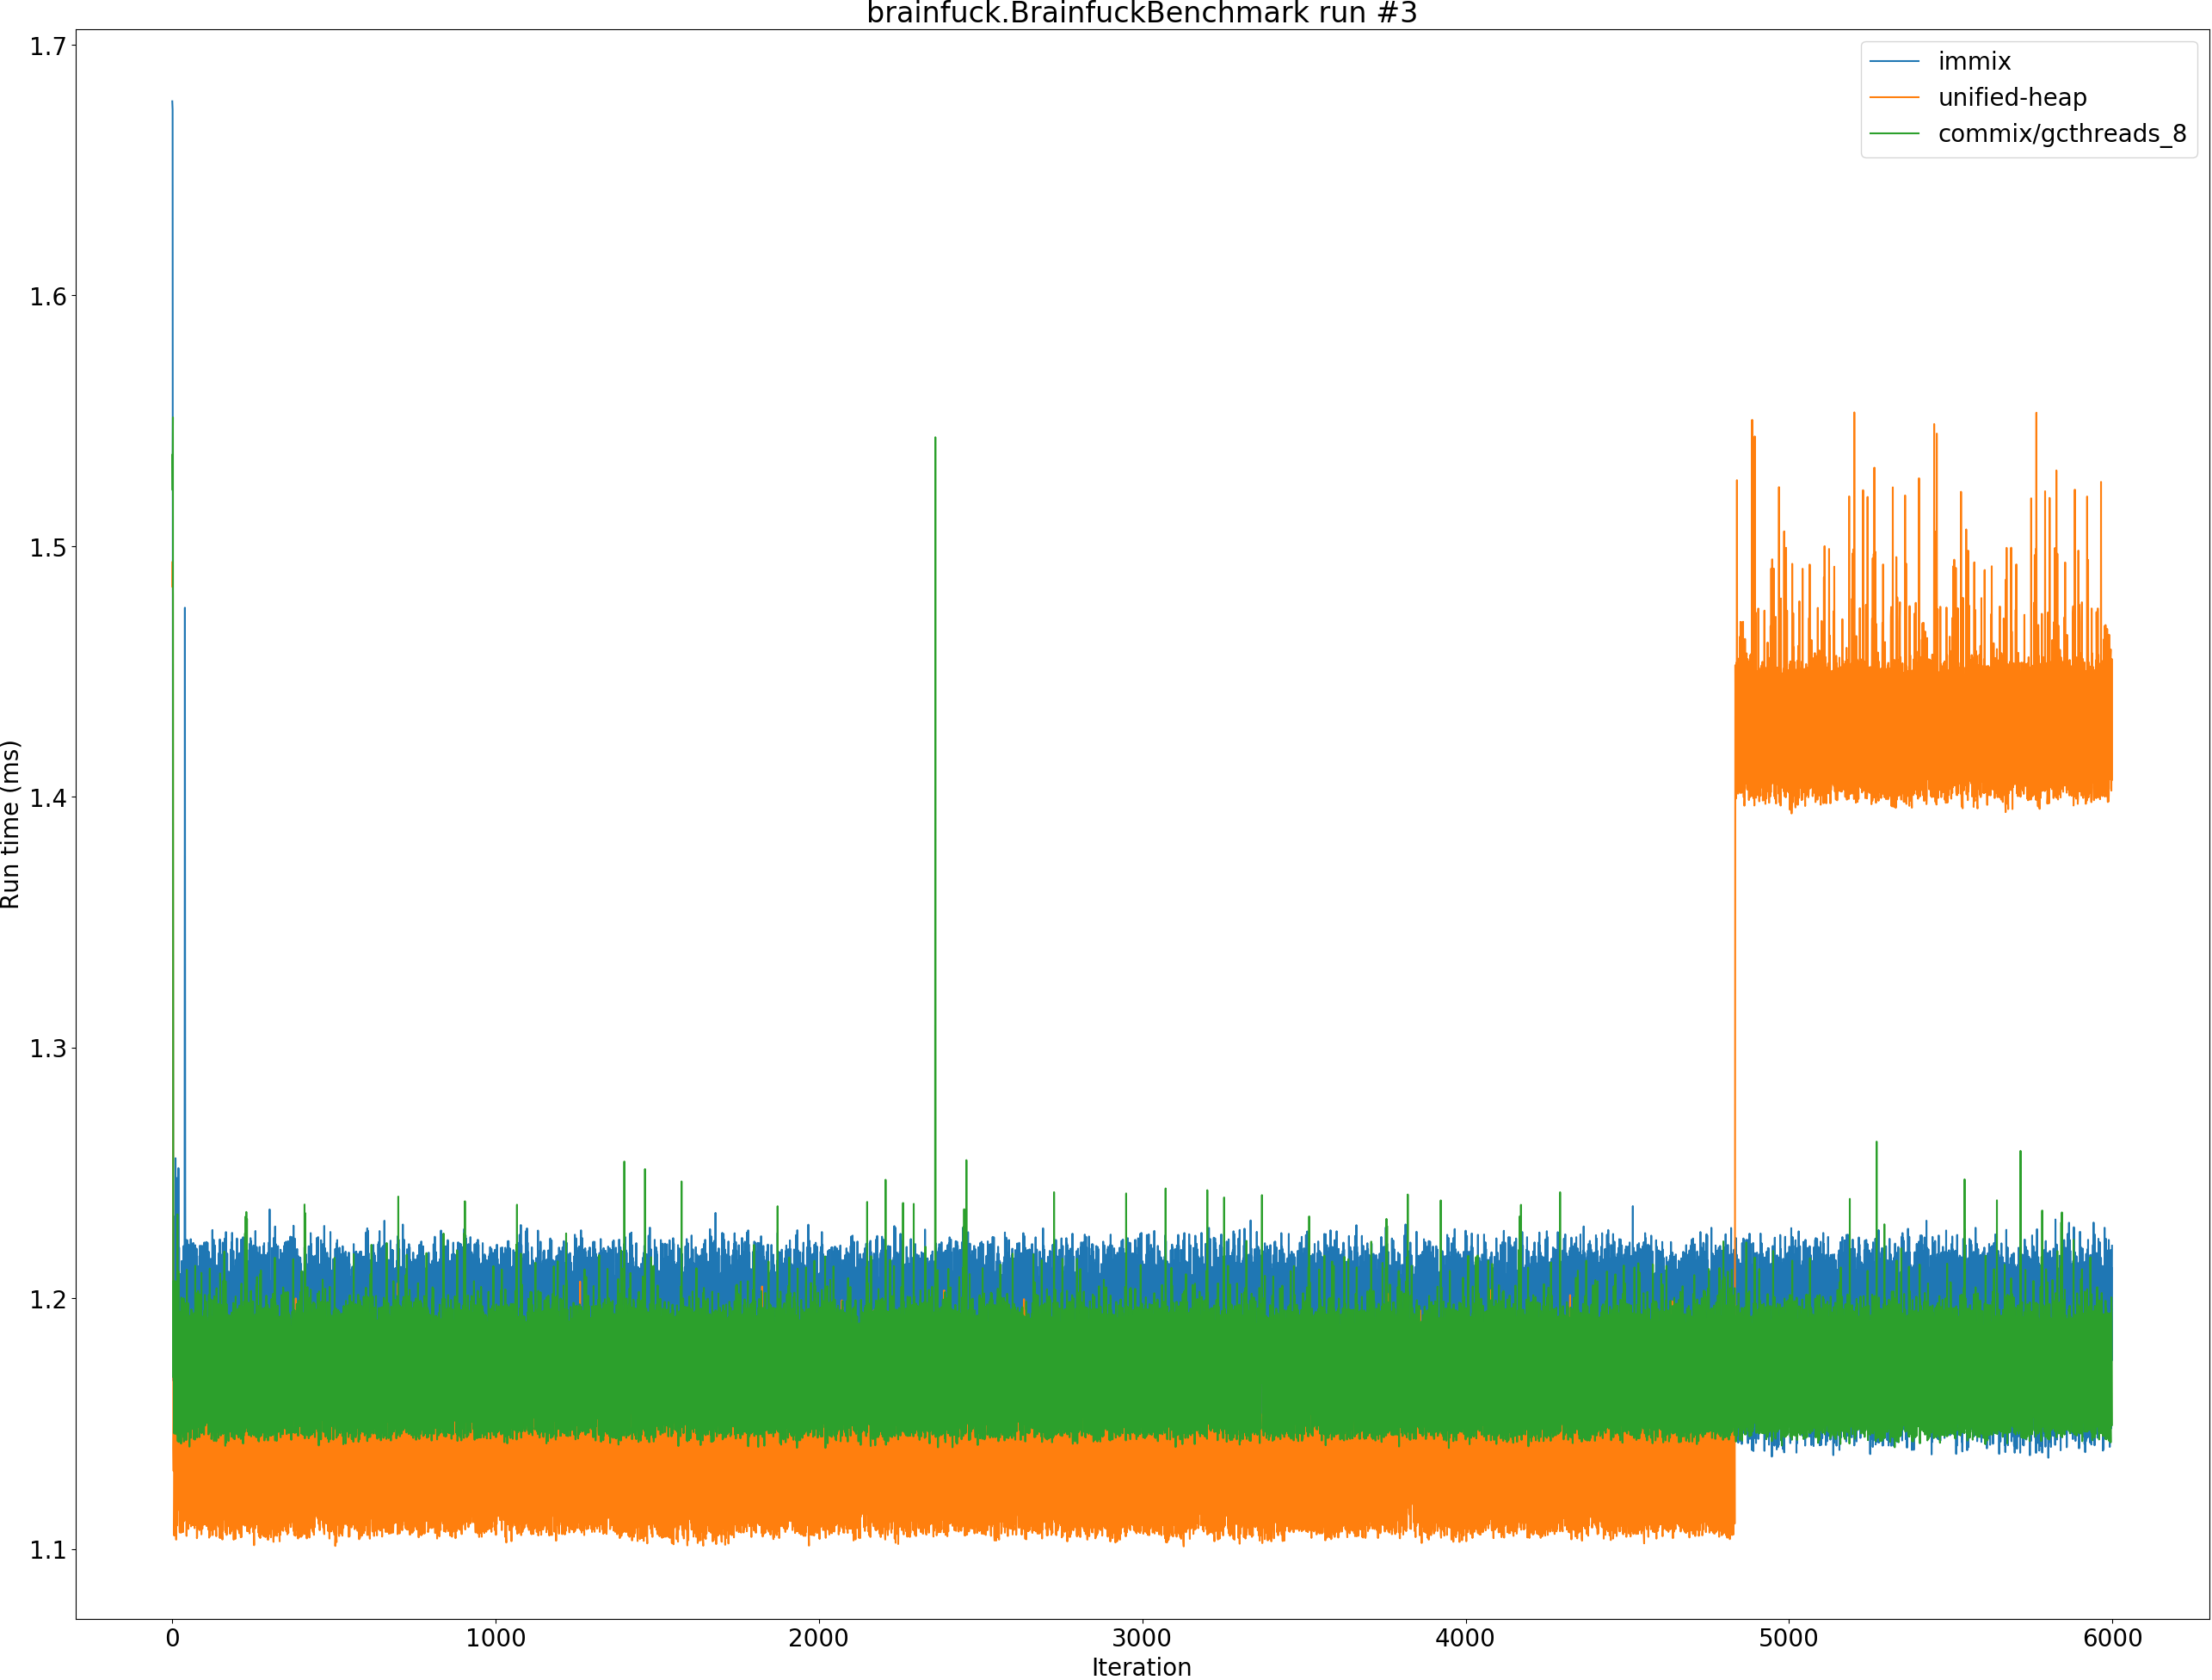 brainfuck.BrainfuckBenchmark run #3
immix
unified-heap
commix/gcthreads_8
Run time (ms)
1.7
1.6
1.5
1.4
1.3
1.2
1.1
0 1000 2000 3000 4000 5000 6000
Iteration